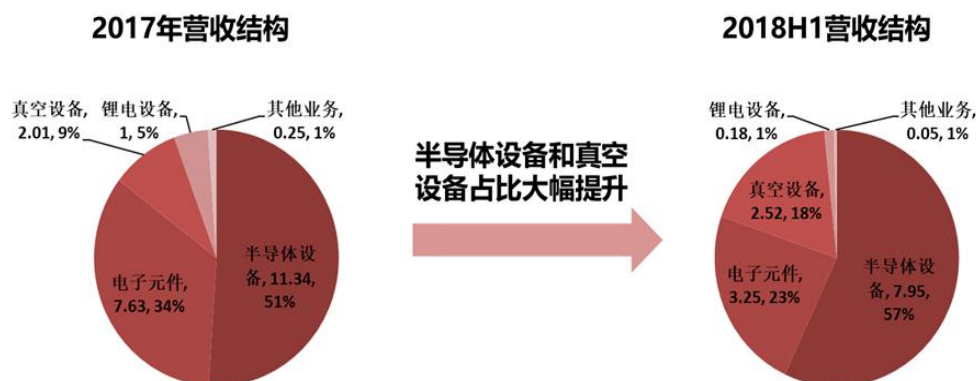 2017年营收结构
真空设备,
2.01, 9%
锂电设备,
1, 5%
其他业务,
0.25, 1%
半导体设
备, 11.34,
51%
电子元件,
7.63, 34%
半导体设备和真空
设备占比大幅提升
2018H1营收结构
锂电设备,
0.18, 1%
其他业务,
0.05, 1%
真空设备,
2.52, 18%
电子元件,
3.25, 23%
半导体设
备, 7.95,
57%